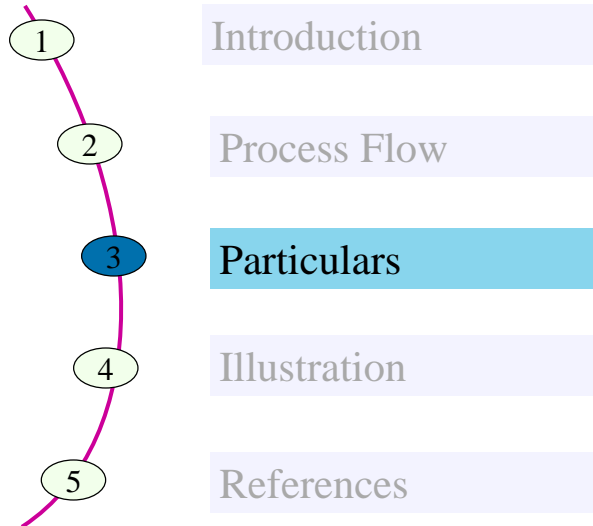 1 Introduction
2 Process Flow
3 Particulars
4 Illustration
5 References